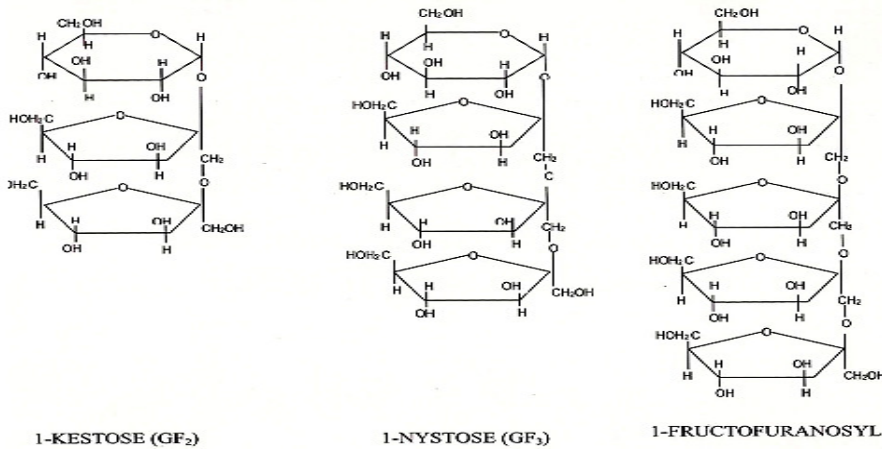 CH₂OH
H H O H
OH H
OH H OH O
HOH₂C O
H H OH
OH H CH₂
O
OH₂C O
H H OH
OH H CH₂OH
1-KESTOSE (GF₂)
CH₂OH
H H O H
OH OH H
H OH O
HOH₂C O
H H OH
OH H CH₂
C
HOH₂C O
H H OH
OH H CH₂
O
HOH₂C O
H H OH
OH H CH₂OH
1-NYSTOSE (GF₃)
CH₂OH
H H O H
OH OH H
H OH O
HOH₂C O
H H OH
OH H CH₂
O
HOH₂C O
H H OH
OH H CH₂
O
HOH₂C O
H H OH
OH H CH₂
O
HOH₂C O
H H OH
OH H CH₂OH
1-FRUCTOFURANOSYL